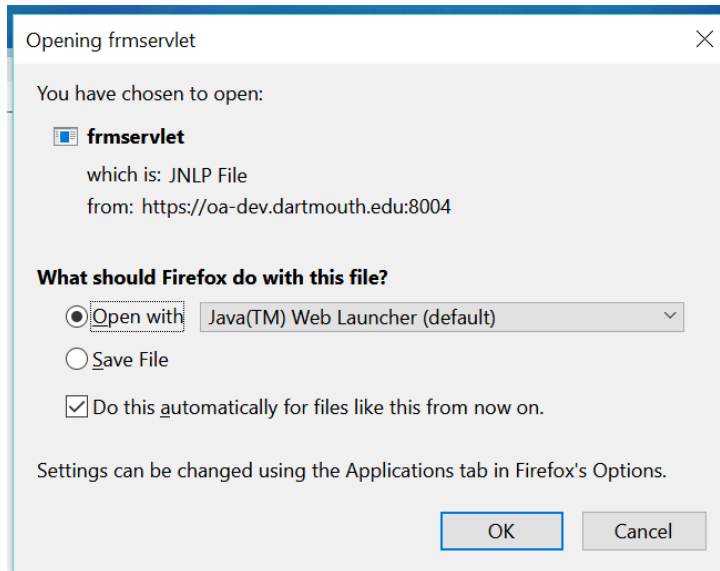 Opening frmservlet
You have chosen to open:
frmservlet
which is: JNLP File
from: https://oa-dev.dartmouth.edu:8004
What should Firefox do with this file?
Open with Java(TM) Web Launcher (default)
Save File
Do this automatically for files like this from now on.
Settings can be changed using the Applications tab in Firefox's Options.
OK Cancel